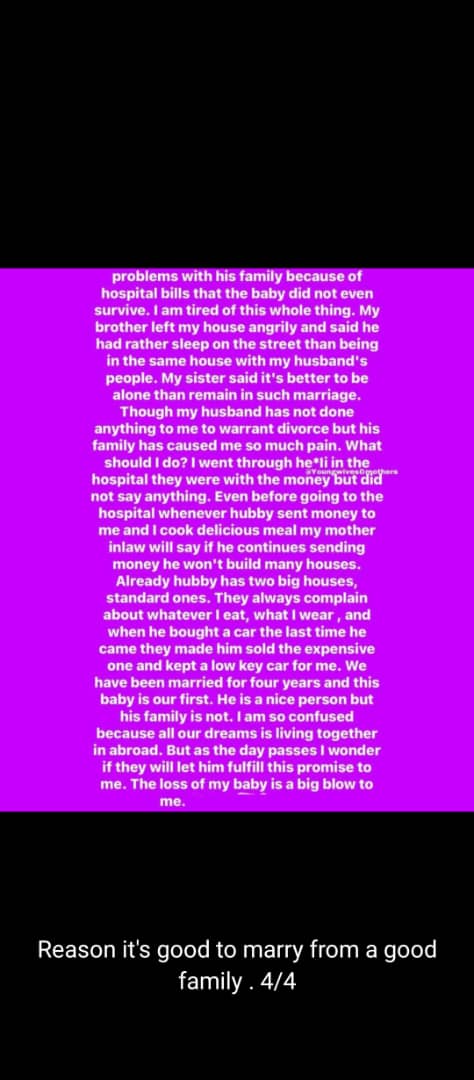 problems with his family because of
hospital bills that the baby did not even
survive. I am tired of this whole thing. My
brother left my house angrily and said he
had rather sleep on the street than being
in the same house with my husband's
people. My sister said it's better to be
alone than remain in such marriage.
Though my husband has not done
anything to me to warrant divorce but his
family has caused me so much pain. What
should I do? I went through he*li in the
@YoungwivesDmothers
hospital they were with the money but did
not say anything. Even before going to the
hospital whenever hubby sent money to
me and I cook delicious meal my mother
inlaw will say if he continues sending
money he won't build many houses.
Already hubby has two big houses,
standard ones. They always complain
about whatever I eat, what I wear , and
when he bought a car the last time he
came they made him sold the expensive
one and kept a low key car for me. We
have been married for four years and this
baby is our first. He is a nice person but
his family is not. I am so confused
because all our dreams is living together
in abroad. But as the day passes I wonder
if they will let him fulfill this promise to
me. The loss of my baby is a big blow to
me.
Reason it's good to marry from a good
family . 4/4